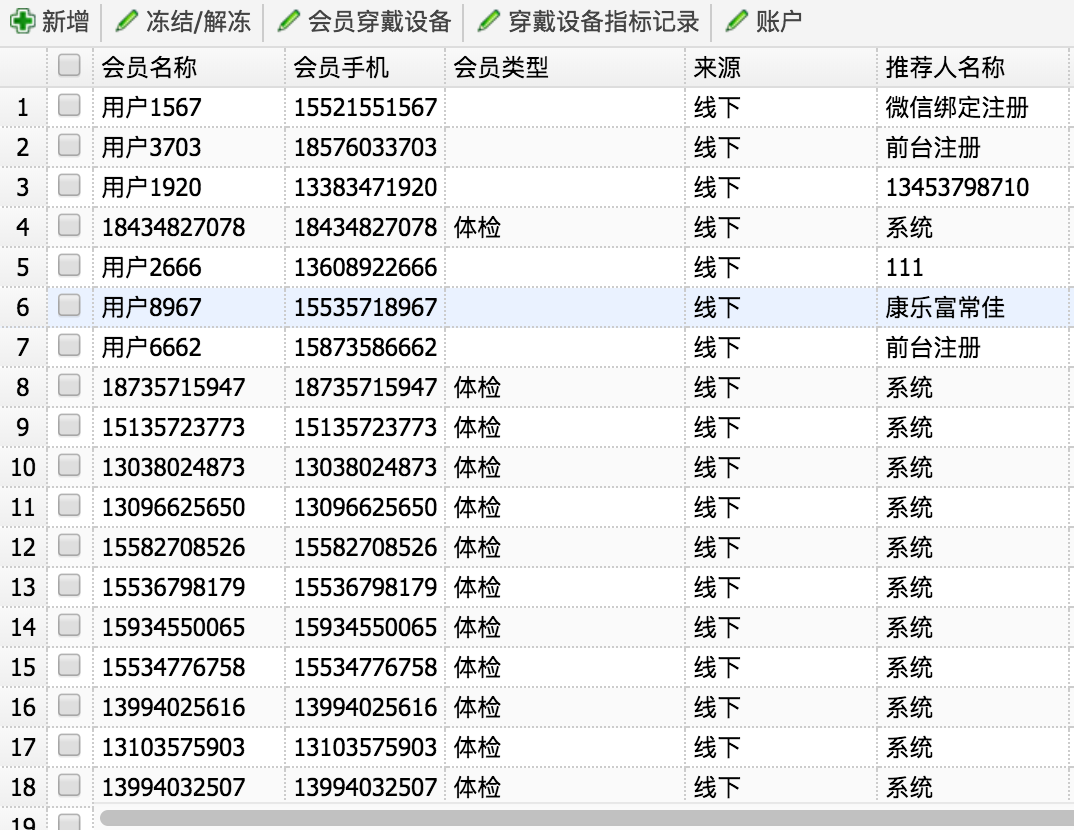 新增 冻结/解冻 会员穿戴设备 穿戴设备指标记录 账户
会员名称 会员手机 会员类型 来源 推荐人名称
1 用户1567 15521551567 线下 微信绑定注册
2 用户3703 18576033703 线下 前台注册
3 用户1920 13383471920 线下 13453798710
4 18434827078 18434827078 体检 线下 系统
5 用户2666 13608922666 线下 111
6 用户8967 15535718967 线下 康乐富常佳
7 用户6662 15873586662 线下 前台注册
8 18735715947 18735715947 体检 线下 系统
9 15135723773 15135723773 体检 线下 系统
10 13038024873 13038024873 体检 线下 系统
11 13096625650 13096625650 体检 线下 系统
12 15582708526 15582708526 体检 线下 系统
13 15536798179 15536798179 体检 线下 系统
14 15934550065 15934550065 体检 线下 系统
15 15534776758 15534776758 体检 线下 系统
16 13994025616 13994025616 体检 线下 系统
17 13103575903 13103575903 体检 线下 系统
18 13994032507 13994032507 体检 线下 系统
19